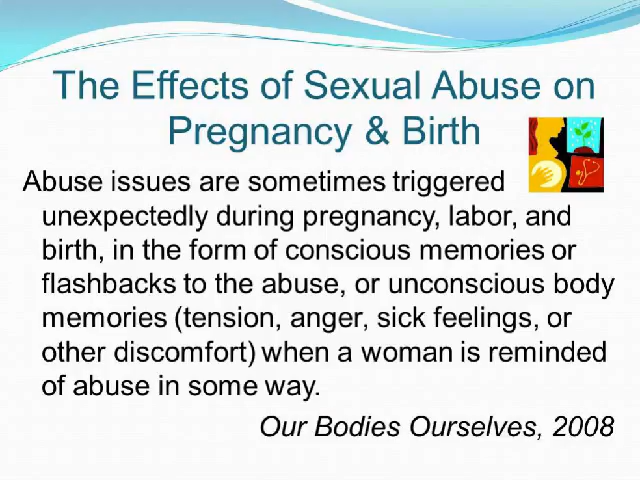 The Effects of Sexual Abuse on
Pregnancy & Birth
Abuse issues are sometimes triggered
unexpectedly during pregnancy, labor, and
birth, in the form of conscious memories or
flashbacks to the abuse, or unconscious body
memories (tension, anger, sick feelings, or
other discomfort) when a woman is reminded
of abuse in some way.
Our Bodies Ourselves, 2008